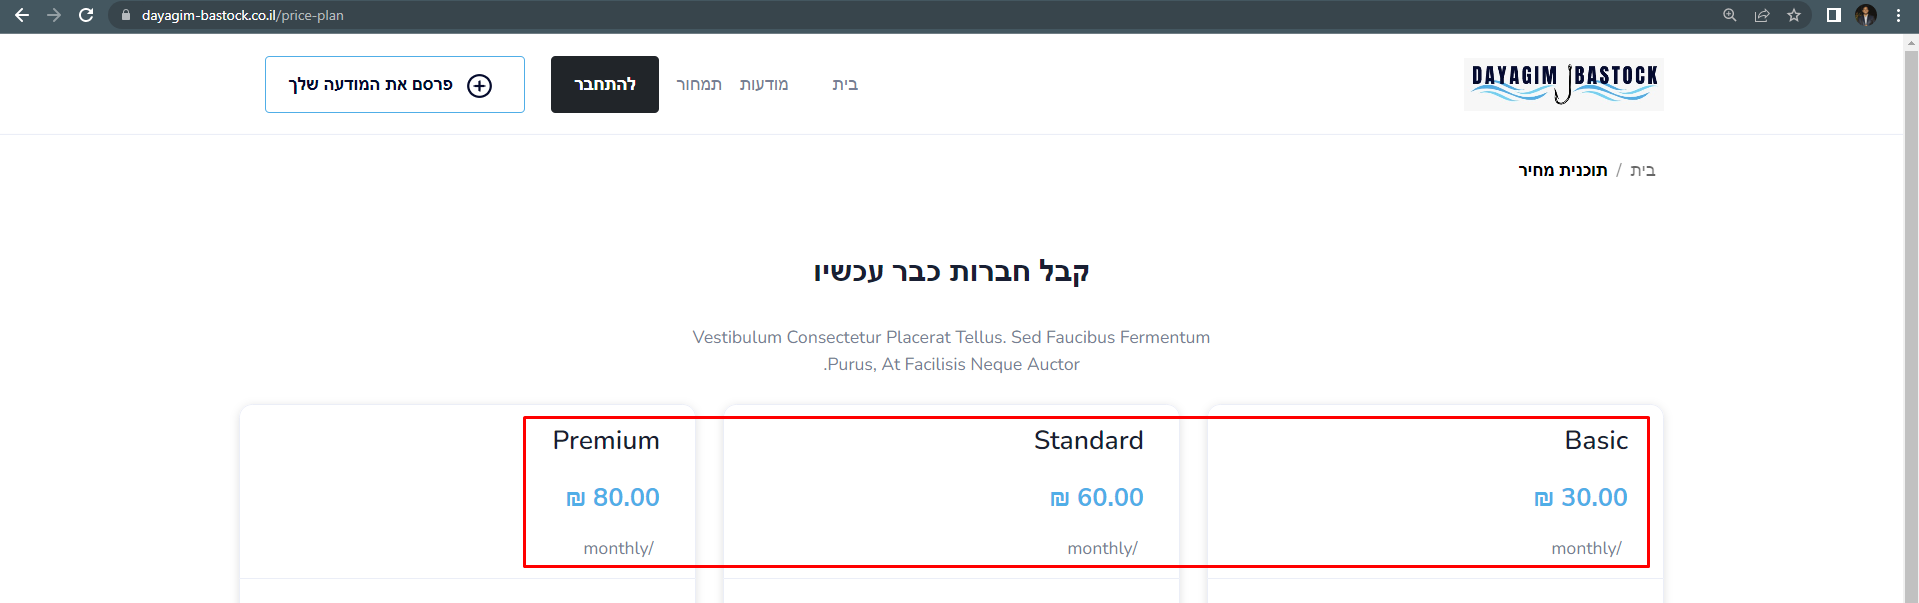 dayagim-bastock.co.il/price-plan
DAYAGIM BASTOCK
בית
מודעות
תמחור
להתחבר
פרסם את המודעה שלך
בית / תוכנית מחיר
קבל חברות כבר עכשיו
Vestibulum Consectetur Placerat Tellus. Sed Faucibus Fermentum
.Purus, At Facilisis Neque Auctor
Basic
₪ 30.00
monthly/
Standard
₪ 60.00
monthly/
Premium
₪ 80.00
monthly/